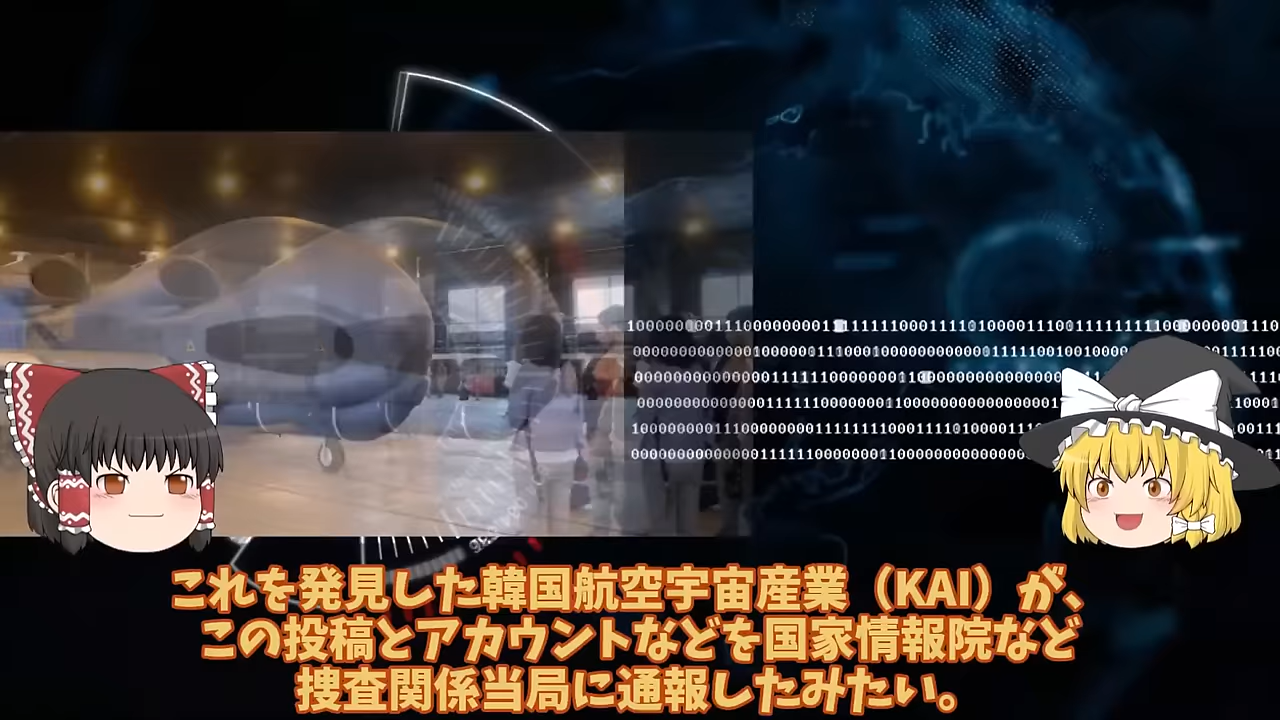 これを発見した韓国航空宇宙産業（KAI）が、
この投稿とアカウントなどを国家情報院など
捜査関係当局に通報したみたい。